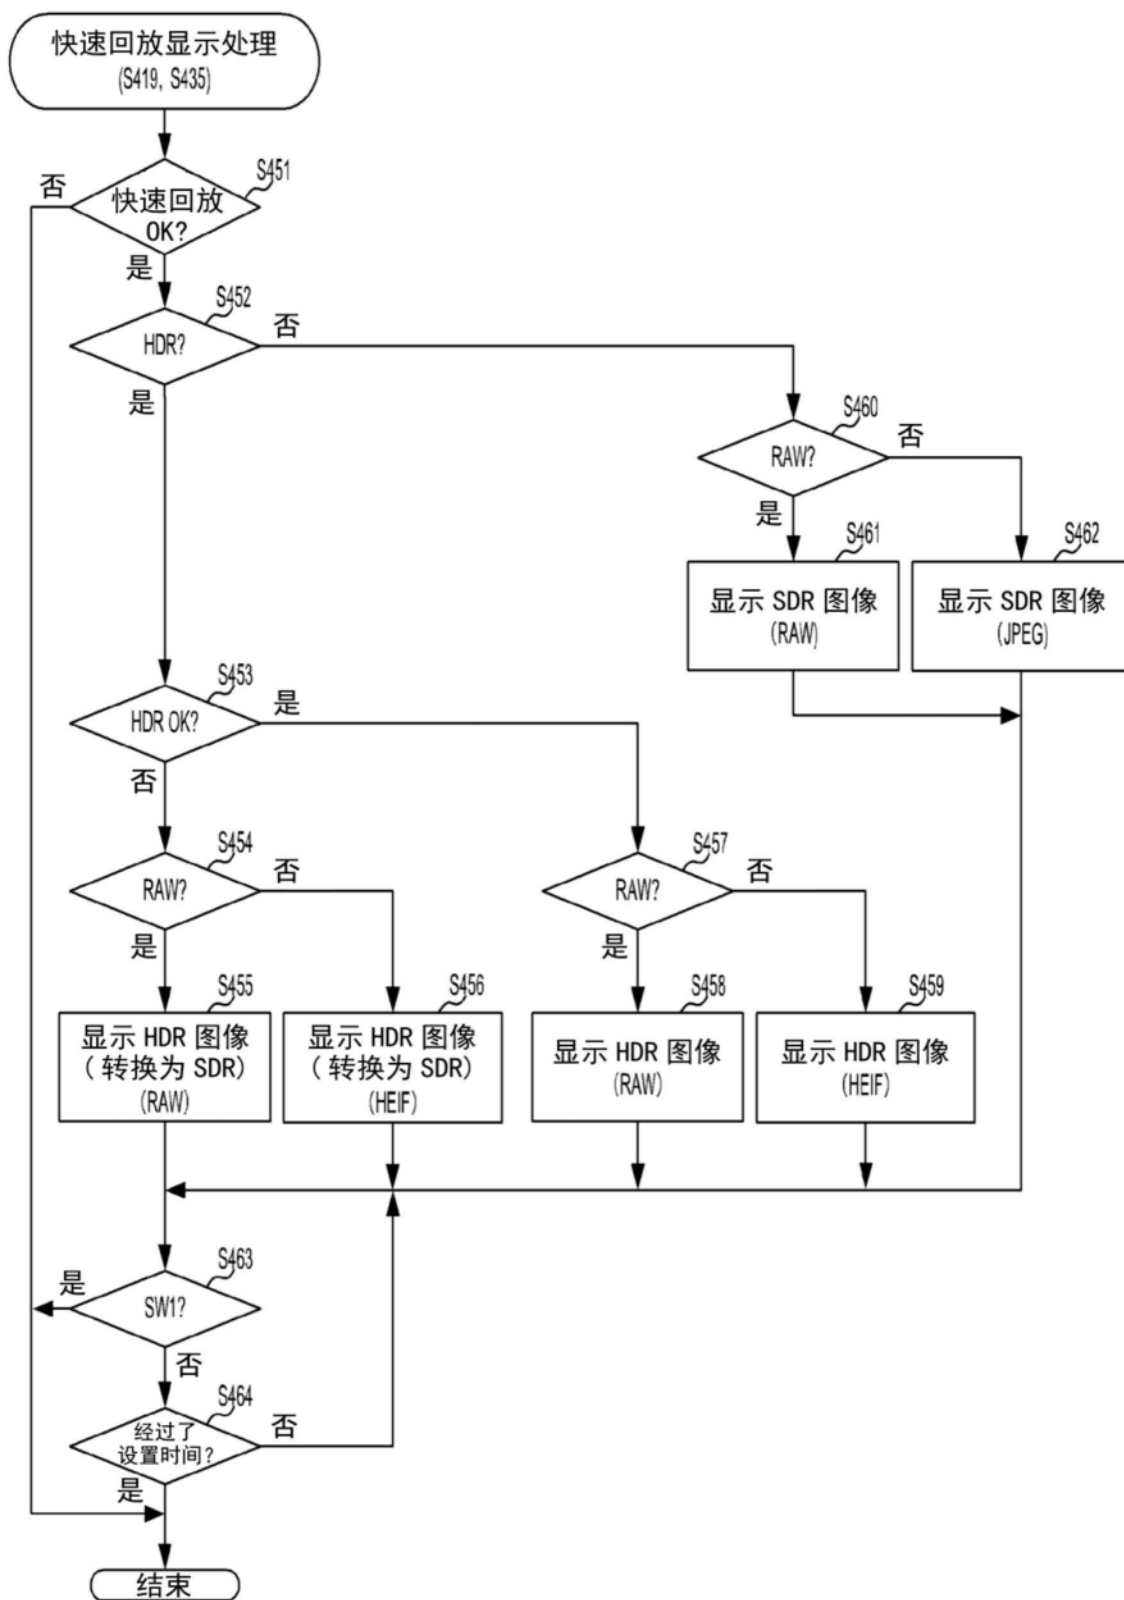 快速回放显示处理
(S419, S435)
S451
否
快速回放
OK?
是
S452
否
HDR?
是
S460
否
RAW?
是
S461
S462
显示 SDR 图像
(RAW)
显示 SDR 图像
(JPEG)
S453
是
HDR OK?
否
S454
否
RAW?
是
S457
否
RAW?
是
S455
S456
S458
S459
显示 HDR 图像
(转换为 SDR)
(RAW)
显示 HDR 图像
(转换为 SDR)
(HEIF)
显示 HDR 图像
(RAW)
显示 HDR 图像
(HEIF)
S463
是
SW1?
否
S464
经过了
设置时间?
否
是
结束